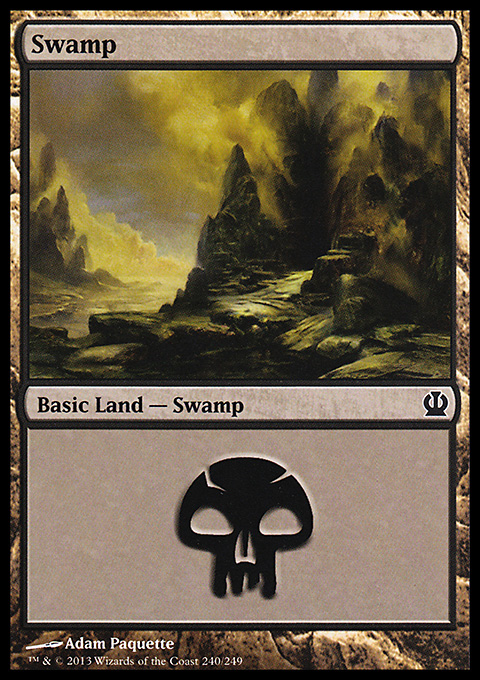 Swamp
Basic Land — Swamp
Adam Paquette
™ & © 2013 Wizards of the Coast 240/249